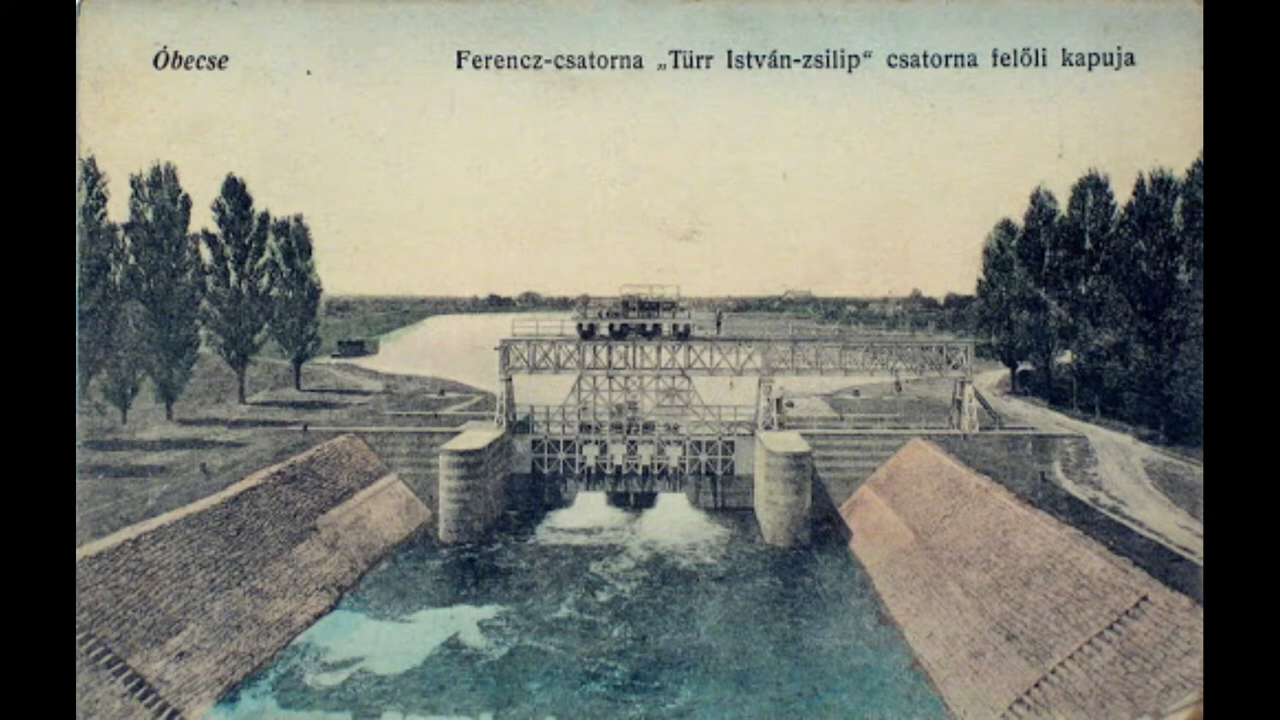 Óbecse
Ferencz-csatorna „Türr István-zsilip“ csatorna felőli kapuja